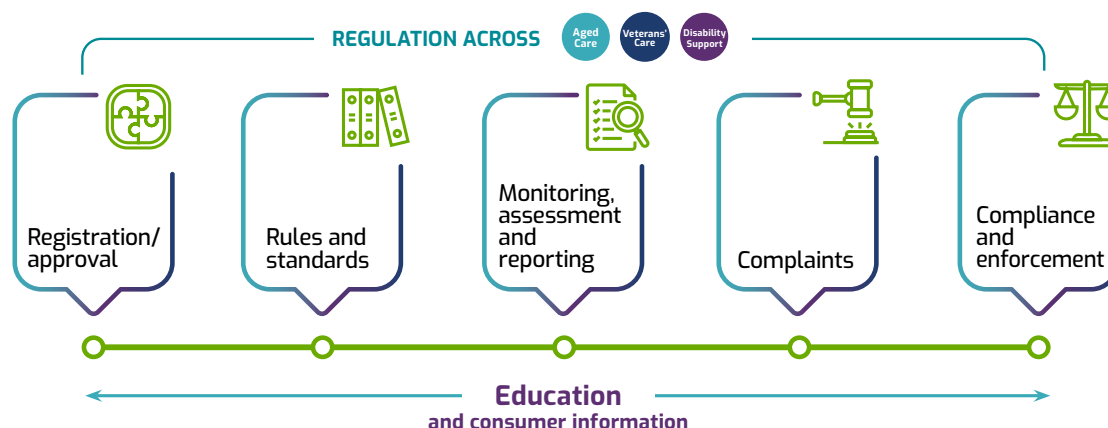 REGULATION ACROSS
Aged
Care
Veterans'
Care
Disability
Support
Registration/
approval
Rules and
standards
Monitoring,
assessment
and
reporting
Complaints
Compliance
and
enforcement
Education
and consumer information